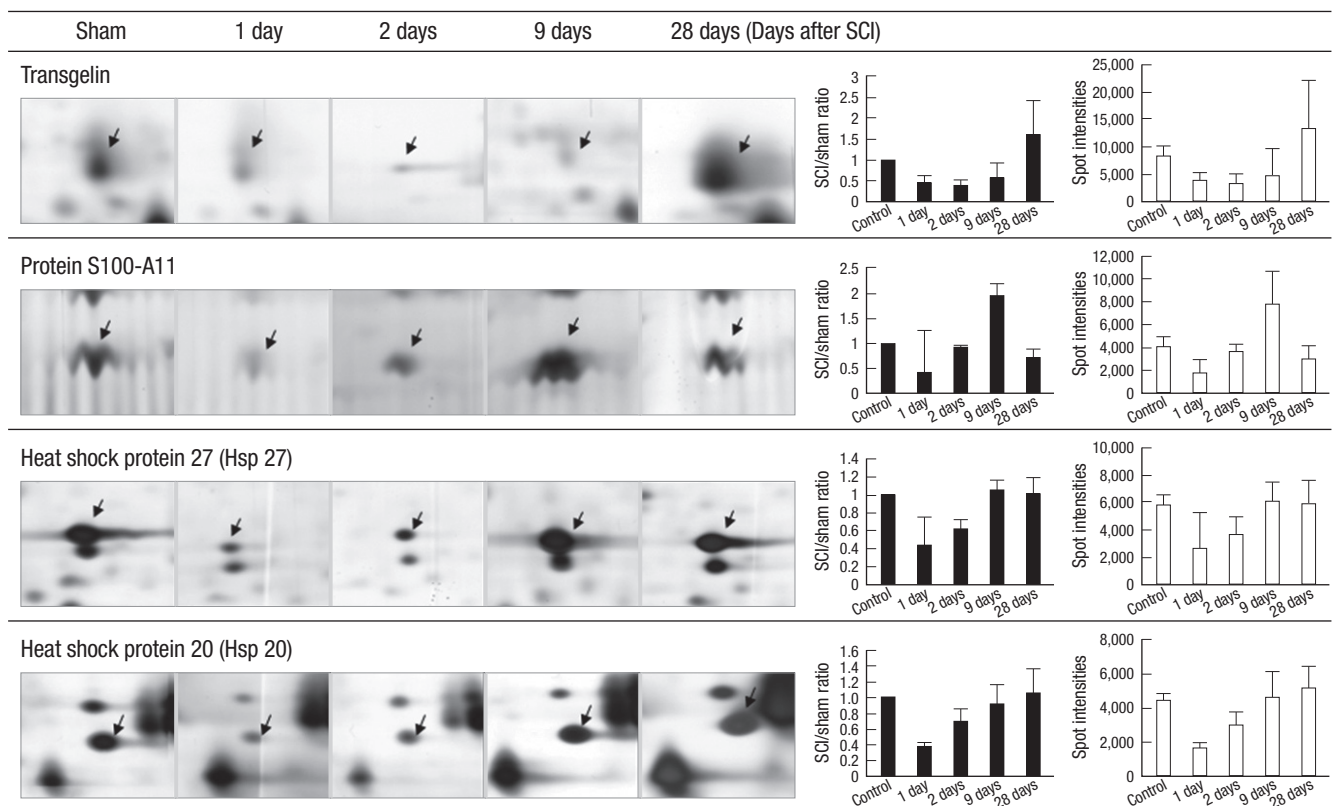 Sham 1 day 2 days 9 days 28 days (Days after SCI)
Transgelin
SCI/sham ratio
3
2.5
2
1.5
1
0.5
0
Control 1 day 2 days 9 days 28 days
Spot intensities
25,000
20,000
15,000
10,000
5,000
0
Control 1 day 2 days 9 days 28 days
Protein S100-A11
SCI/sham ratio
2.5
2
1.5
1
0.5
0
Control 1 day 2 days 9 days 28 days
Spot intensities
12,000
10,000
8,000
6,000
4,000
2,000
0
Control 1 day 2 days 9 days 28 days
Heat shock protein 27 (Hsp 27)
SCI/sham ratio
1.4
1.2
1
0.8
0.6
0.4
0.2
0
Control 1 day 2 days 9 days 28 days
Spot intensities
10,000
8,000
6,000
4,000
2,000
0
Control 1 day 2 days 9 days 28 days
Heat shock protein 20 (Hsp 20)
SCI/sham ratio
1.6
1.4
1.2
1.0
0.8
0.6
0.4
0.2
0
Control 1 day 2 days 9 days 28 days
Spot intensities
8,000
6,000
4,000
2,000
0
Control 1 day 2 days 9 days 28 days